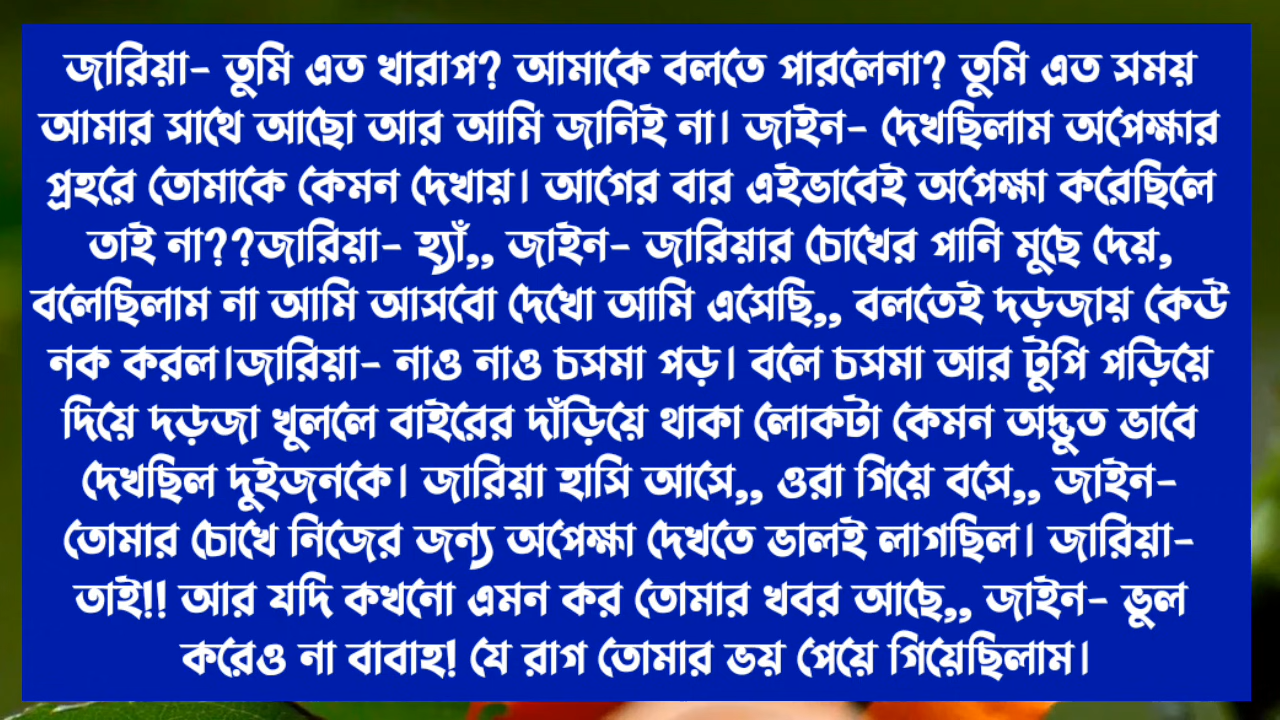 জারিয়া- তুমি এত খারাপ? আমাকে বলতে পারলেনা? তুমি এত সময়
আমার সাথে আছো আর আমি জানিই না। জাইন- দেখছিলাম অপেক্ষার
প্রহরে তোমাকে কেমন দেখায়। আগের বার এইভাবেই অপেক্ষা করেছিলে
তাই না??জারিয়া- হ্যাঁ,, জাইন- জারিয়ার চোখের পানি মুছে দেয়,
বলেছিলাম না আমি আসবো দেখো আমি এসেছি,, বলতেই দড়জায় কেউ
নক করল।জারিয়া- নাও নাও চসমা পড়। বলে চসমা আর টুপি পড়িয়ে
দিয়ে দড়জা খুললে বাইরের দাঁড়িয়ে থাকা লোকটা কেমন অদ্ভুত ভাবে
দেখছিল দুইজনকে। জারিয়া হাসি আসে,, ওরা গিয়ে বসে,, জাইন-
তোমার চোখে নিজের জন্য অপেক্ষা দেখতে ভালই লাগছিল। জারিয়া-
তাই!! আর যদি কখনো এমন কর তোমার খবর আছে,, জাইন- ভুল
করেও না বাবাহ! যে রাগ তোমার ভয় পেয়ে গিয়েছিলাম।